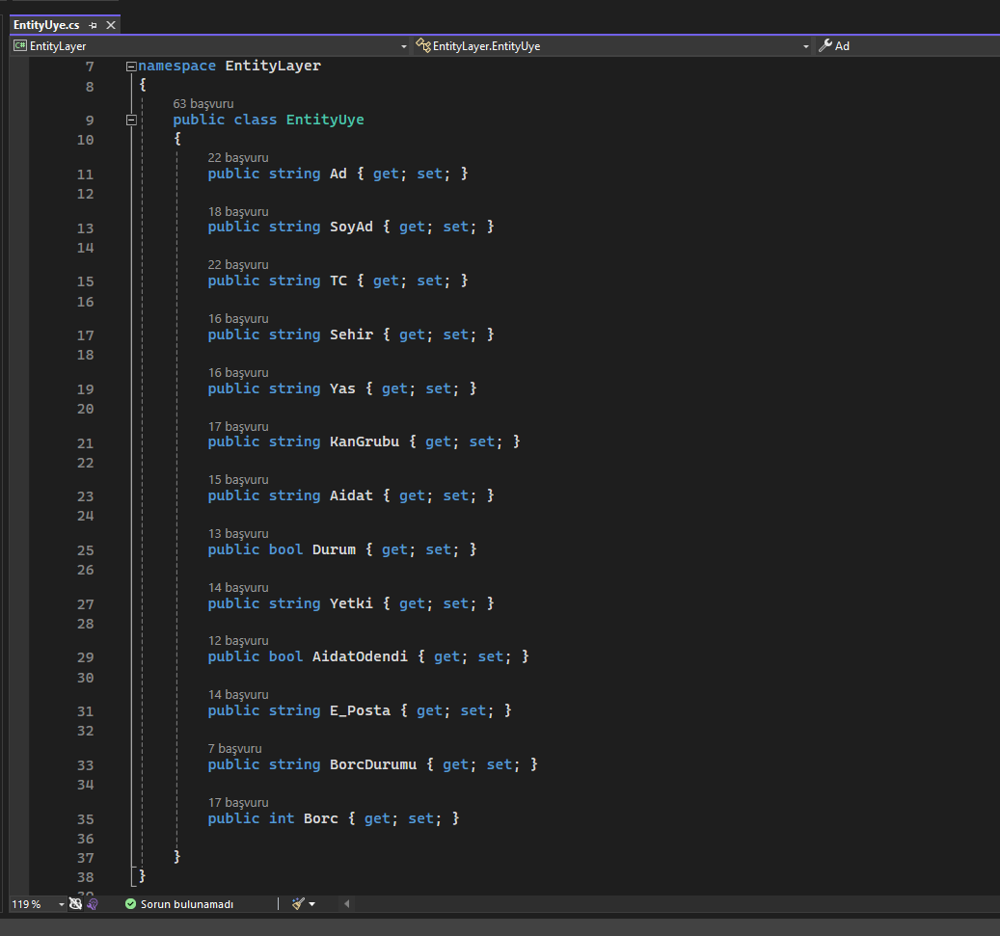 EntityUye.cs
C# EntityLayer
EntityLayer.EntityUye
Ad
7 namespace EntityLayer
8 {
63 başvuru
9 public class EntityUye
10 {
22 başvuru
11 public string Ad { get; set; }
12
18 başvuru
13 public string SoyAd { get; set; }
14
22 başvuru
15 public string TC { get; set; }
16
16 başvuru
17 public string Sehir { get; set; }
18
16 başvuru
19 public string Yas { get; set; }
20
17 başvuru
21 public string KanGrubu { get; set; }
22
15 başvuru
23 public string Aidat { get; set; }
24
13 başvuru
25 public bool Durum { get; set; }
26
14 başvuru
27 public string Yetki { get; set; }
28
12 başvuru
29 public bool AidatOdendi { get; set; }
30
14 başvuru
31 public string E_Posta { get; set; }
32
7 başvuru
33 public string BorcDurumu { get; set; }
34
17 başvuru
35 public int Borc { get; set; }
36
37 }
38 }
39
119 %
Sorun bulunamadı